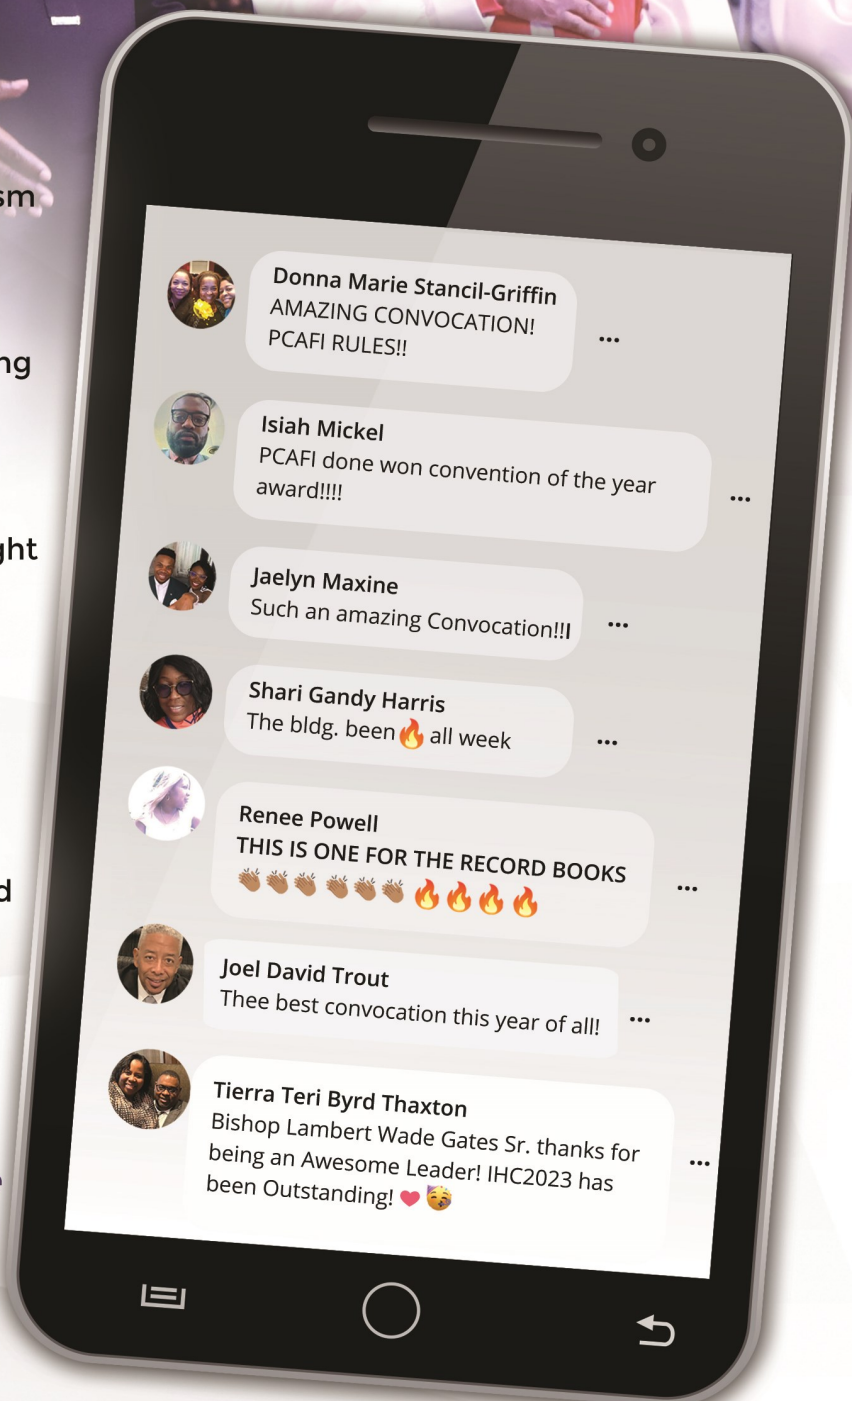 sm
ng
ght
d
Donna Marie Stancil-Griffin
AMAZING CONVOCATION!
PCAFI RULES!!
Isiah Mickel
PCAFI done won convention of the year
award!!!!
Jaelyn Maxine
Such an amazing Convocation!!!
Shari Gandy Harris
The bldg. been🔥 all week
Renee Powell
THIS IS ONE FOR THE RECORD BOOKS
👏🏽👏🏽👏🏽 👏🏽👏🏽👏🏽 🔥🔥🔥🔥
Joel David Trout
Thee best convocation this year of all!
Tierra Teri Byrd Thaxton
Bishop Lambert Wade Gates Sr. thanks for
being an Awesome Leader! IHC2023 has
been Outstanding! ❤️🥳